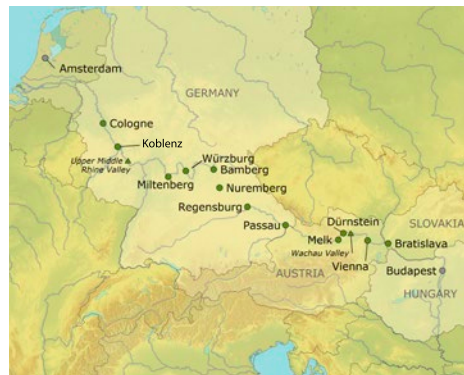 Amsterdam
GERMANY
Cologne
Koblenz
Upper Middle
Rhine Valley
Würzburg
Bamberg
Miltenberg
Nuremberg
Regensburg
Passau
Dürnstein
SLOVAKIA
Melk
Bratislava
Wachau Valley
Vienna
AUSTRIA
Budapest
HUNGARY